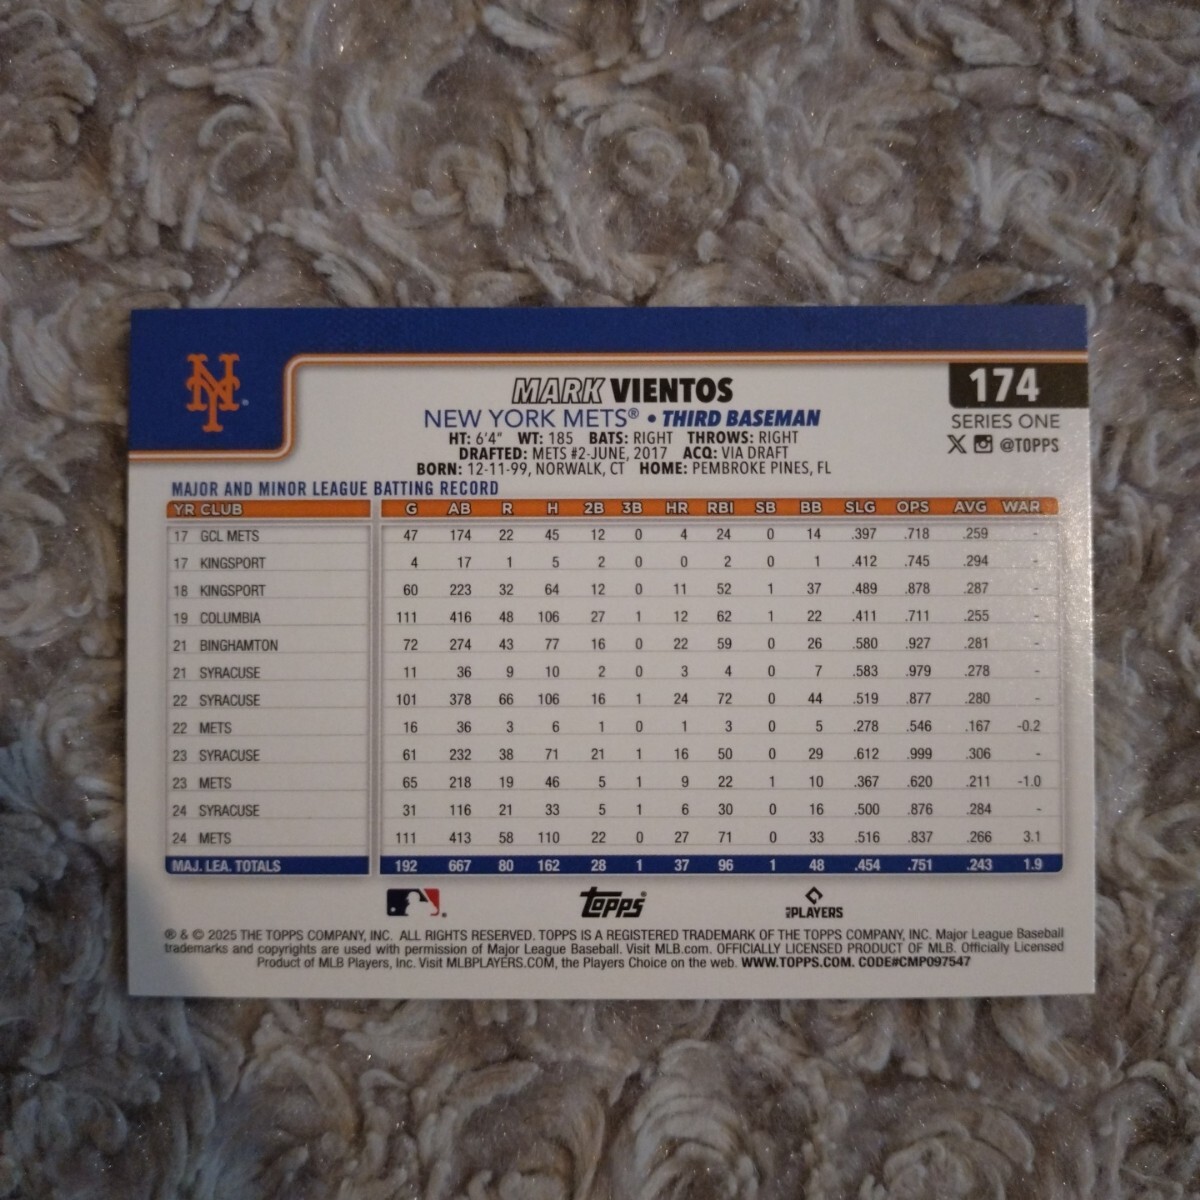 NY
MARK VIENTOS
174
NEW YORK METS® • THIRD BASEMAN
SERIES ONE
HT: 6'4" WT: 185 BATS: RIGHT THROWS: RIGHT
X @TOPPS
DRAFTED: METS #2-JUNE, 2017 ACQ: VIA DRAFT
BORN: 12-11-99, NORWALK, CT HOME: PEMBROKE PINES, FL
MAJOR AND MINOR LEAGUE BATTING RECORD
YR CLUB G AB R H 2B 3B HR RBI SB BB SLG OPS AVG WAR
17 GCL METS 47 174 22 45 12 0 4 24 0 14 .397 .718 .259 -
17 KINGSPORT 4 17 1 5 2 0 0 2 0 1 .412 .745 .294 -
18 KINGSPORT 60 223 32 64 12 0 11 52 1 37 .489 .878 .287 -
19 COLUMBIA 111 416 48 106 27 1 12 62 1 22 .411 .711 .255 -
21 BINGHAMTON 72 274 43 77 16 0 22 59 0 26 .580 .927 .281 -
21 SYRACUSE 11 36 9 10 2 0 3 4 0 7 .583 .979 .278 -
22 SYRACUSE 101 378 66 106 16 1 24 72 0 44 .519 .877 .280 -
22 METS 16 36 3 6 1 0 1 3 0 5 .278 .546 .167 -0.2
23 SYRACUSE 61 232 38 71 21 1 16 50 0 29 .612 .999 .306 -
23 METS 65 218 19 46 5 1 9 22 1 10 .367 .620 .211 -1.0
24 SYRACUSE 31 116 21 33 5 1 6 30 0 16 .500 .876 .284 -
24 METS 111 413 58 110 22 0 27 71 0 33 .516 .837 .266 3.1
MAJ. LEA. TOTALS 192 667 80 162 28 1 37 96 1 48 .454 .751 .243 1.9
Topps®
MLB PLAYERS
® & © 2025 THE TOPPS COMPANY, INC. ALL RIGHTS RESERVED. TOPPS IS A REGISTERED TRADEMARK OF THE TOPPS COMPANY, INC. Major League Baseball
trademarks and copyrights are used with permission of Major League Baseball. Visit MLB.com. OFFICIALLY LICENSED PRODUCT OF MLB. Officially Licensed
Product of MLB Players, Inc. Visit MLBPLAYERS.COM, the Players Choice on the web. WWW.TOPPS.COM. CODE#CMP097547